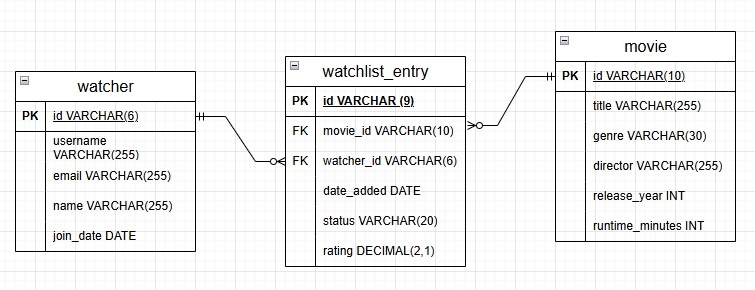 watcher
PK id VARCHAR(6)
username
VARCHAR(255)
email VARCHAR(255)
name VARCHAR(255)
join_date DATE
watchlist_entry
PK id VARCHAR (9)
FK movie_id VARCHAR(10)
FK watcher_id VARCHAR(6)
date_added DATE
status VARCHAR(20)
rating DECIMAL(2,1)
movie
PK id VARCHAR(10)
title VARCHAR(255)
genre VARCHAR(30)
director VARCHAR(255)
release_year INT
runtime_minutes INT